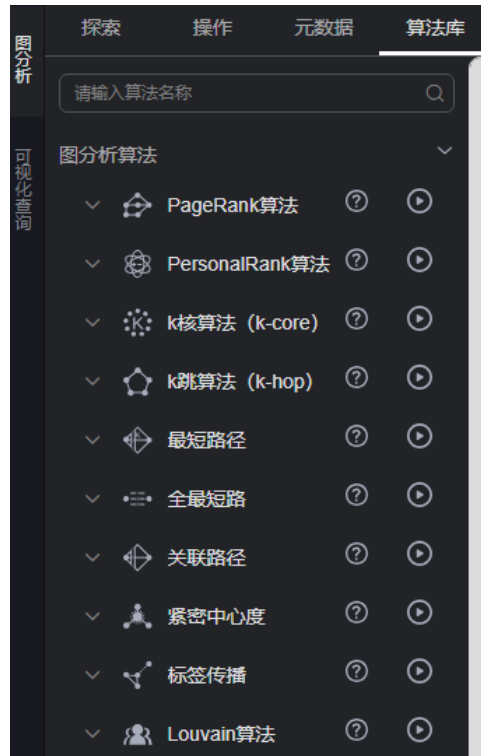 图分析
可视化查询
探索 操作 元数据 算法库
请输入算法名称
图分析算法
PageRank算法
PersonalRank算法
k核算法（k-core）
k跳算法（k-hop）
最短路径
全最短路
关联路径
紧密中心度
标签传播
Louvain算法